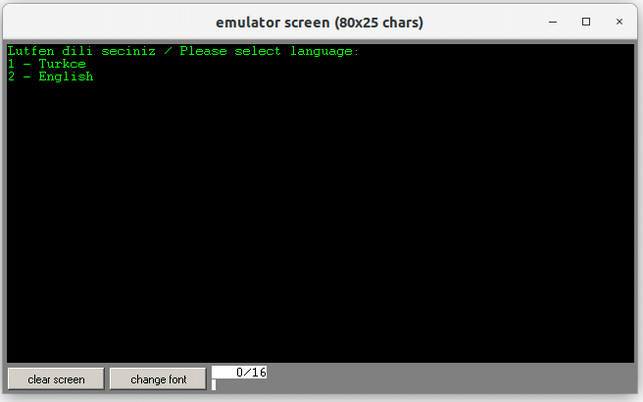 emulator screen (80x25 chars)
Lutfen dili seciniz / Please select language:
1 - Turkce
2 - English
clear screen
change font
0/16